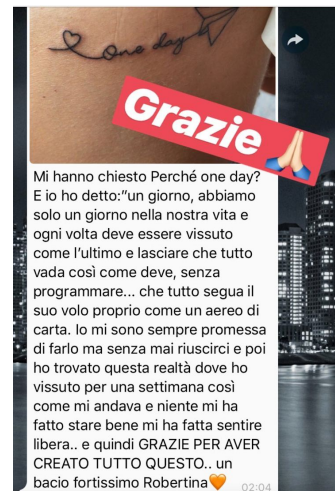 one day
Grazie 🙏🏻
Mi hanno chiesto Perché one day?
E io ho detto:"un giorno, abbiamo
solo un giorno nella nostra vita e
ogni volta deve essere vissuto
come l'ultimo e lasciare che tutto
vada così come deve, senza
programmare... che tutto segua il
suo volo proprio come un aereo di
carta. Io mi sono sempre promessa
di farlo ma senza mai riuscirci e poi
ho trovato questa realtà dove ho
vissuto per una settimana così
come mi andava e niente mi ha
fatto stare bene mi ha fatta sentire
libera.. e quindi GRAZIE PER AVER
CREATO TUTTO QUESTO.. un
bacio fortissimo Robertina🧡 02:04